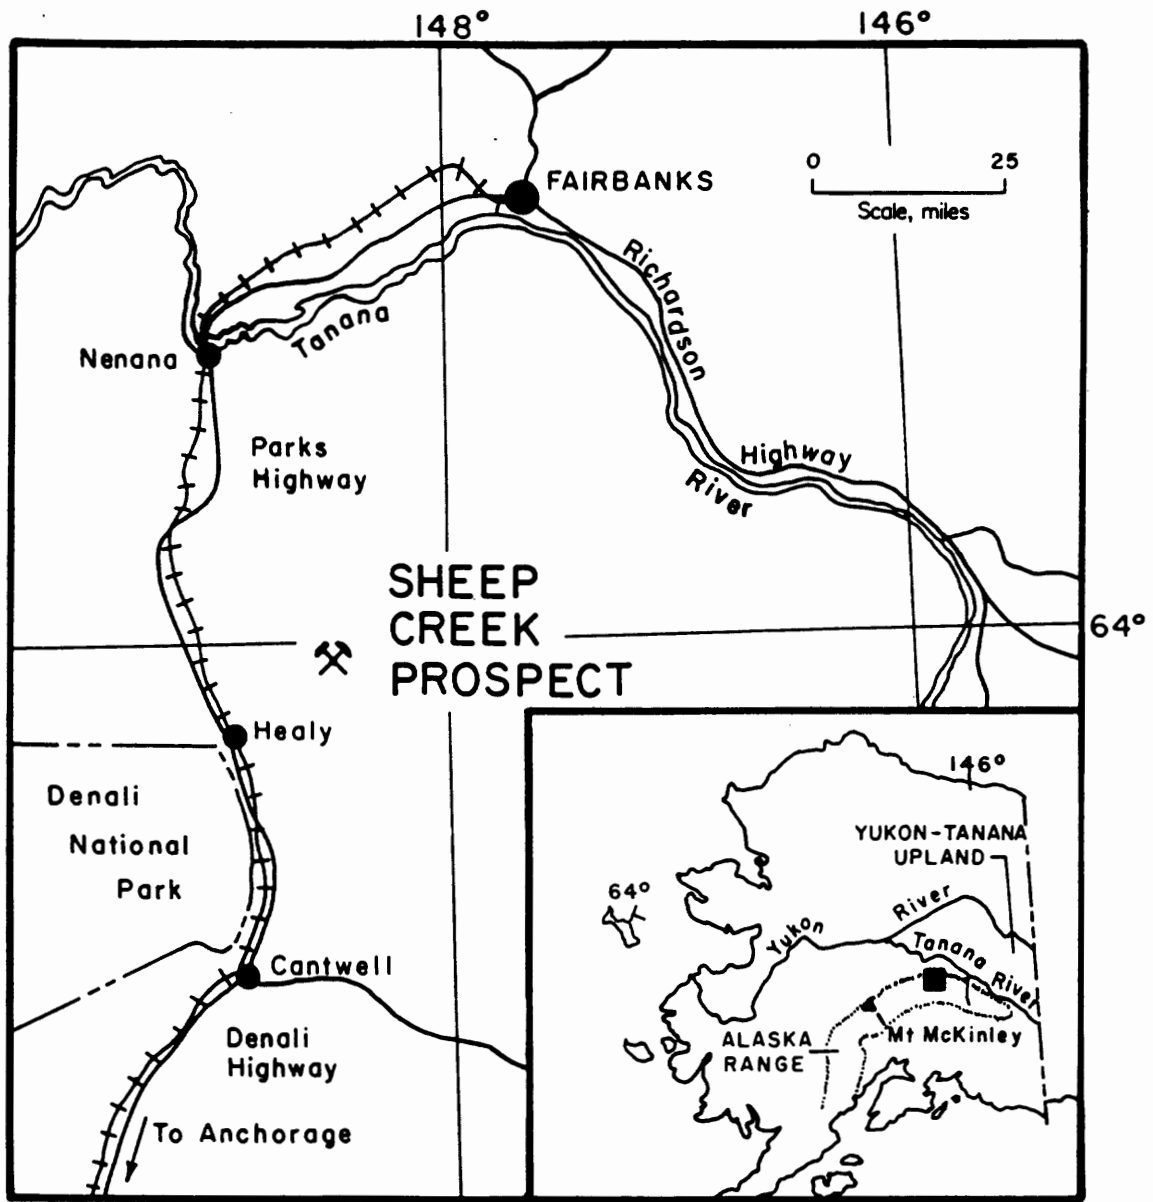 148° 146°
FAIRBANKS
0 25
Scale, miles
Richardson
Tanana
Nenana
Parks
Highway
Highway
River
SHEEP
CREEK
PROSPECT
64°
Healy
Denali
National
Park
Cantwell
Denali
Highway
To Anchorage
146°
YUKON-TANANA
UPLAND
64°
River
Yukon
Tanana River
Mt McKinley
ALASKA
RANGE